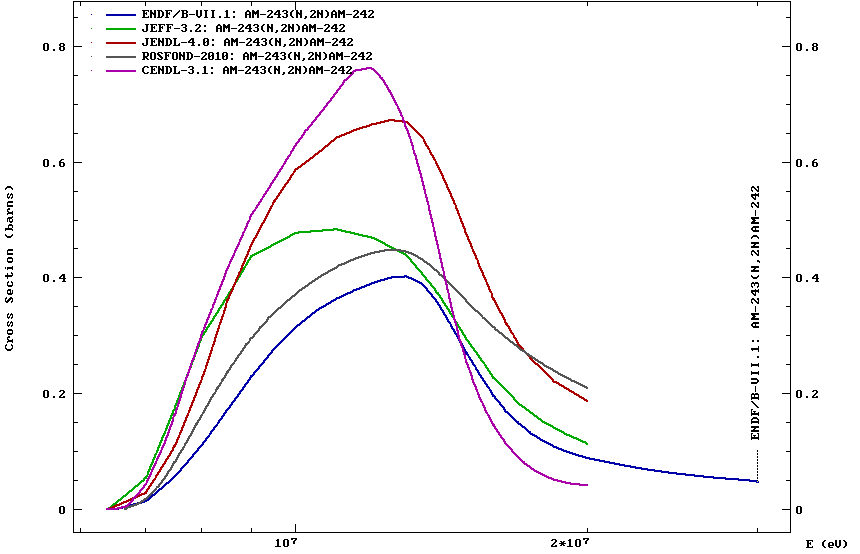 ENDF/B-VII.1: AM-243(N,2N)AM-242
JEFF-3.2: AM-243(N,2N)AM-242
JENDL-4.0: AM-243(N,2N)AM-242
ROSFOND-2010: AM-243(N,2N)AM-242
CENDL-3.1: AM-243(N,2N)AM-242
0.8
0.8
0.6
0.6
0.4
0.4
0.2
0.2
0
0
Cross Section (barns)
ENDF/B-VII.1: AM-243(N,2N)AM-242
10⁷
2*10⁷
E (eV)